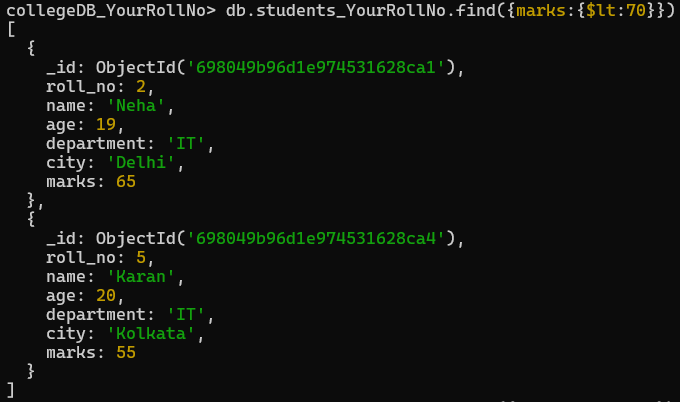 collegeDB_YourRollNo> db.students_YourRollNo.find({marks:{$lt:70}})
[
  {
    _id: ObjectId('698049b96d1e974531628ca1'),
    roll_no: 2,
    name: 'Neha',
    age: 19,
    department: 'IT',
    city: 'Delhi',
    marks: 65
  },
  {
    _id: ObjectId('698049b96d1e974531628ca4'),
    roll_no: 5,
    name: 'Karan',
    age: 20,
    department: 'IT',
    city: 'Kolkata',
    marks: 55
  }
]